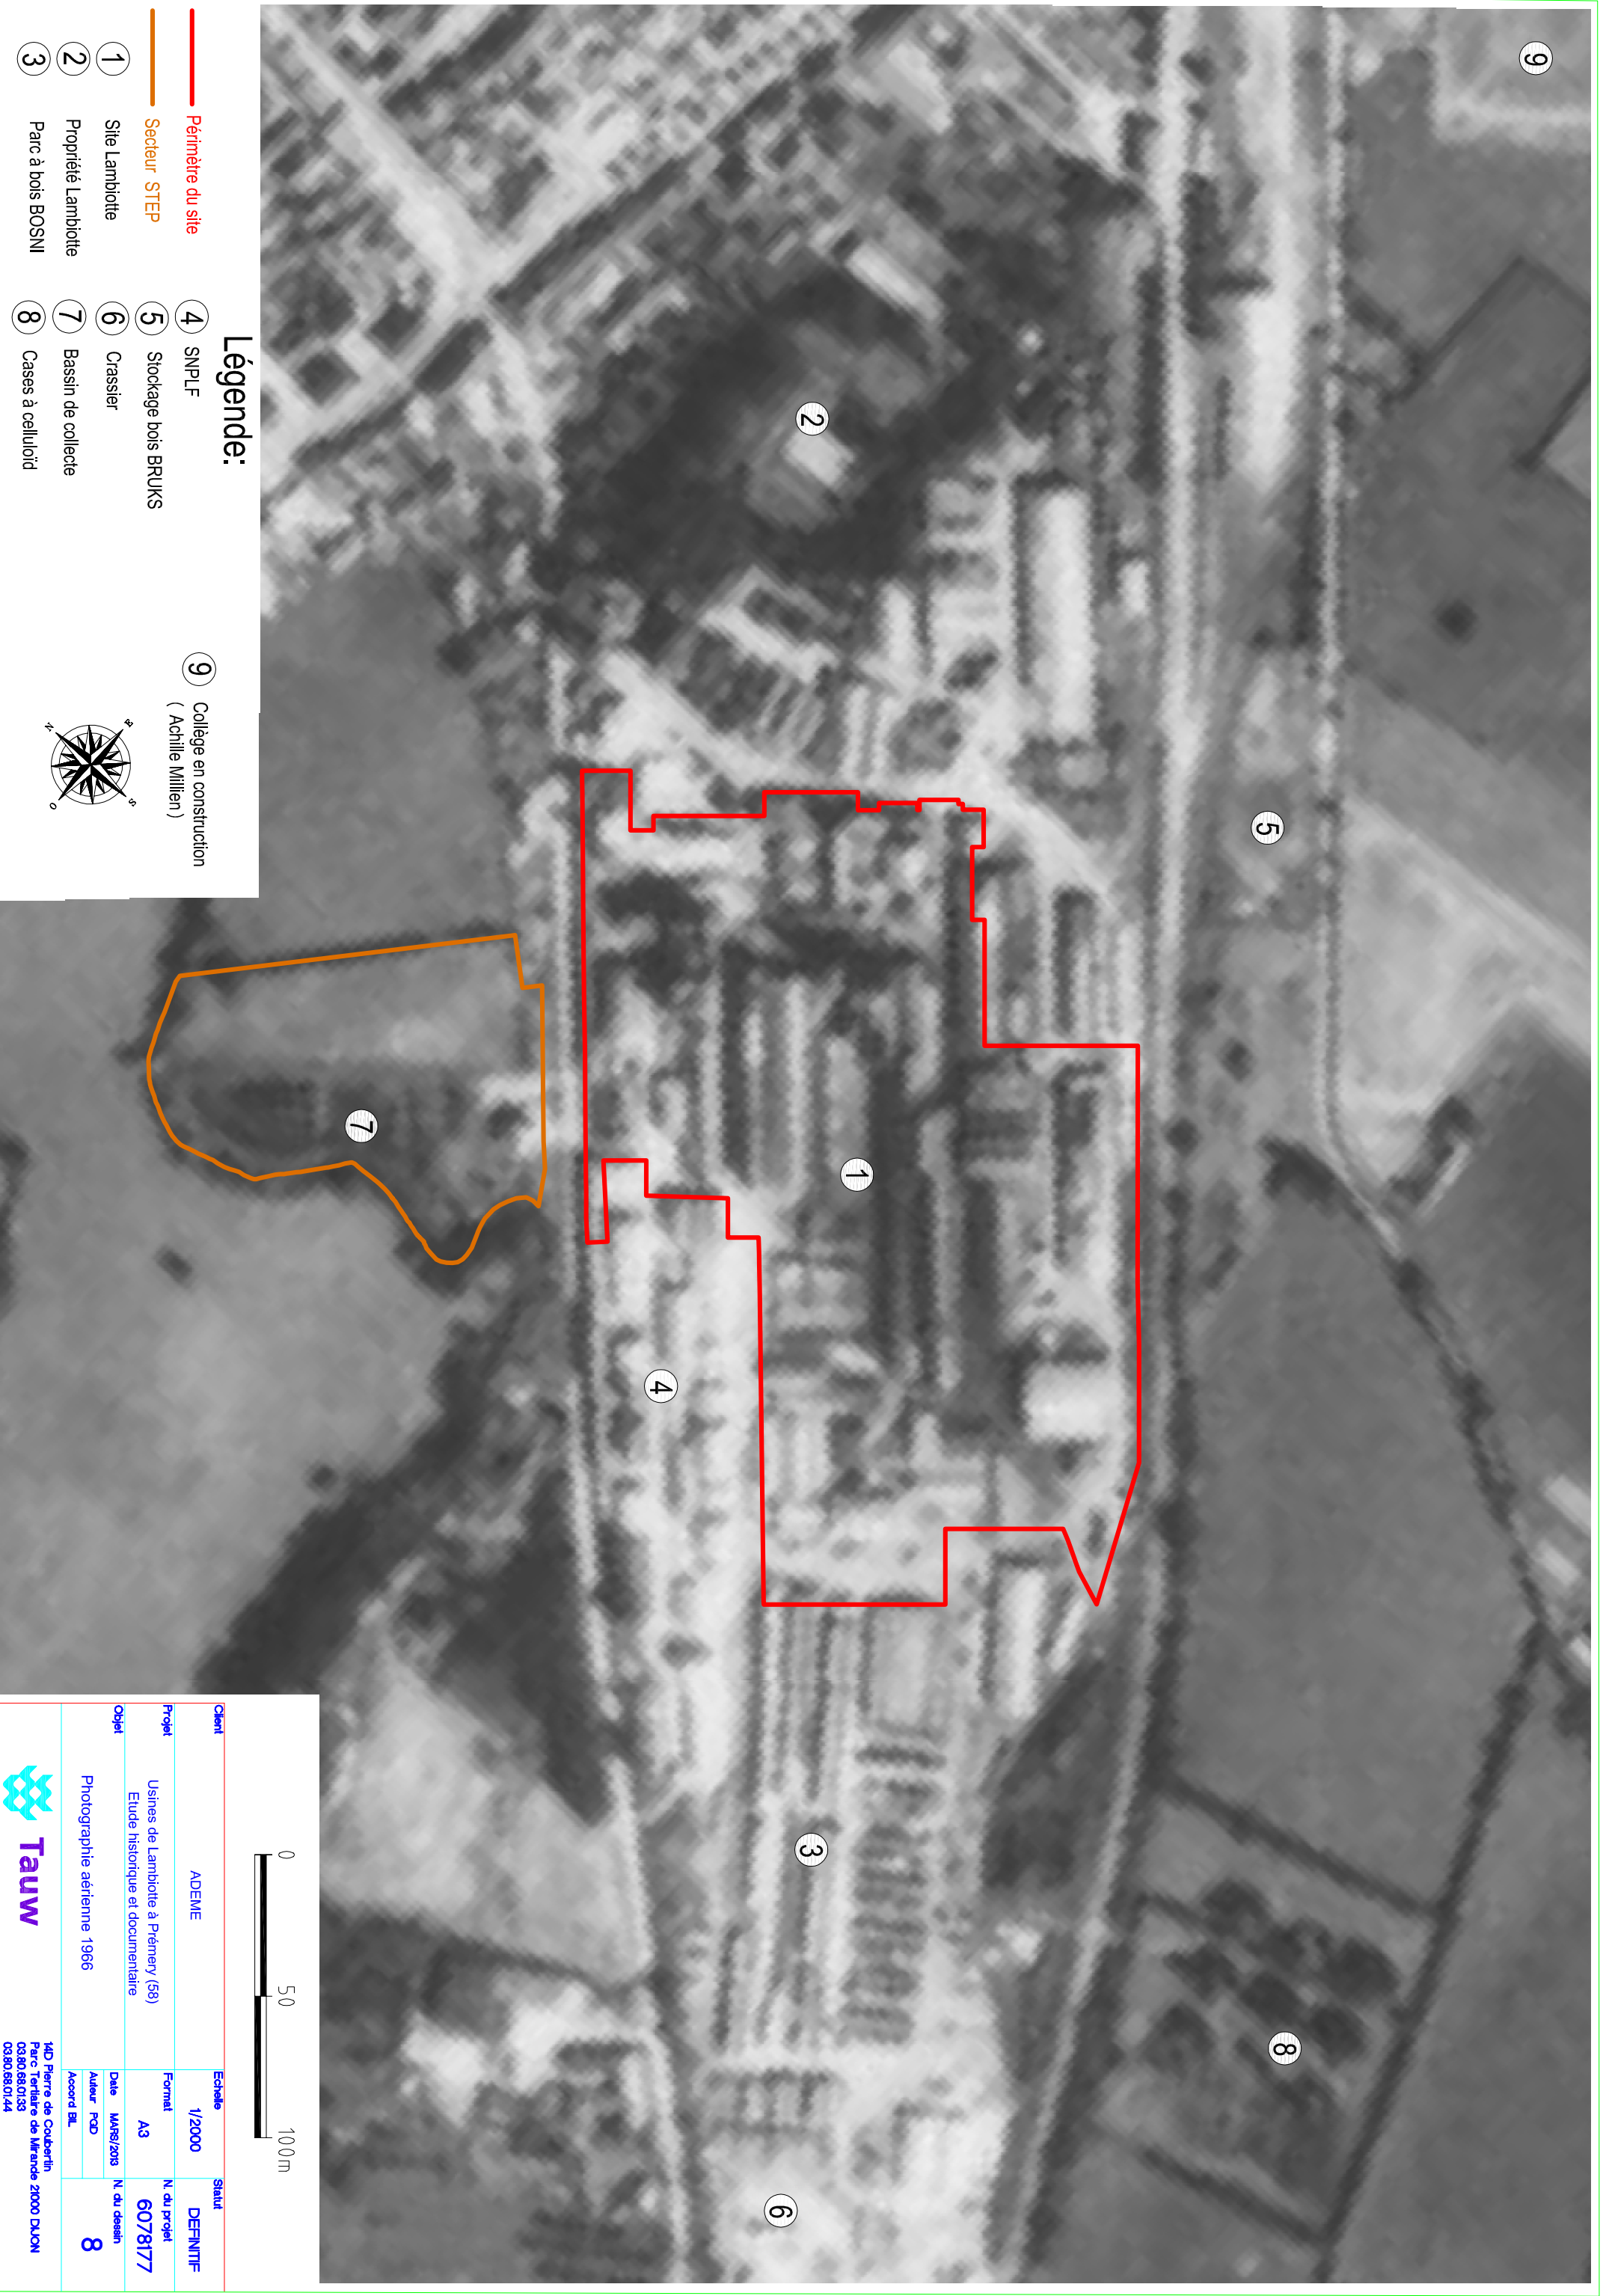 9
2
5
7
1
4
3
8
6
Légende:
Périmètre du site
Secteur STEP
1 Site Lambiotte
2 Propriété Lambiotte
3 Parc à bois BOSNI
4 SNPLF
5 Stockage bois BRUKS
6 Crassier
7 Bassin de collecte
8 Cases à celluloïd
9 Collège en construction
( Achille Millien)
N
E
S
O
0 50 100m
Client
ADEME
Echelle
1/2000
Statut
DEFINITIF
Projet
Usines de Lambiotte à Prémery (58)
Etude historique et documentaire
Format
A3
N. du projet
6078177
Objet
Photographie aérienne 1966
Date MARS/2013
Auteur PGD
Accord BIL
N. du dessin
8
Tauw
14D Pierre de Coubertin
Parc Tertiaire de Mirande 21000 DIJON
03.80.68.01.33
03.80.68.01.44